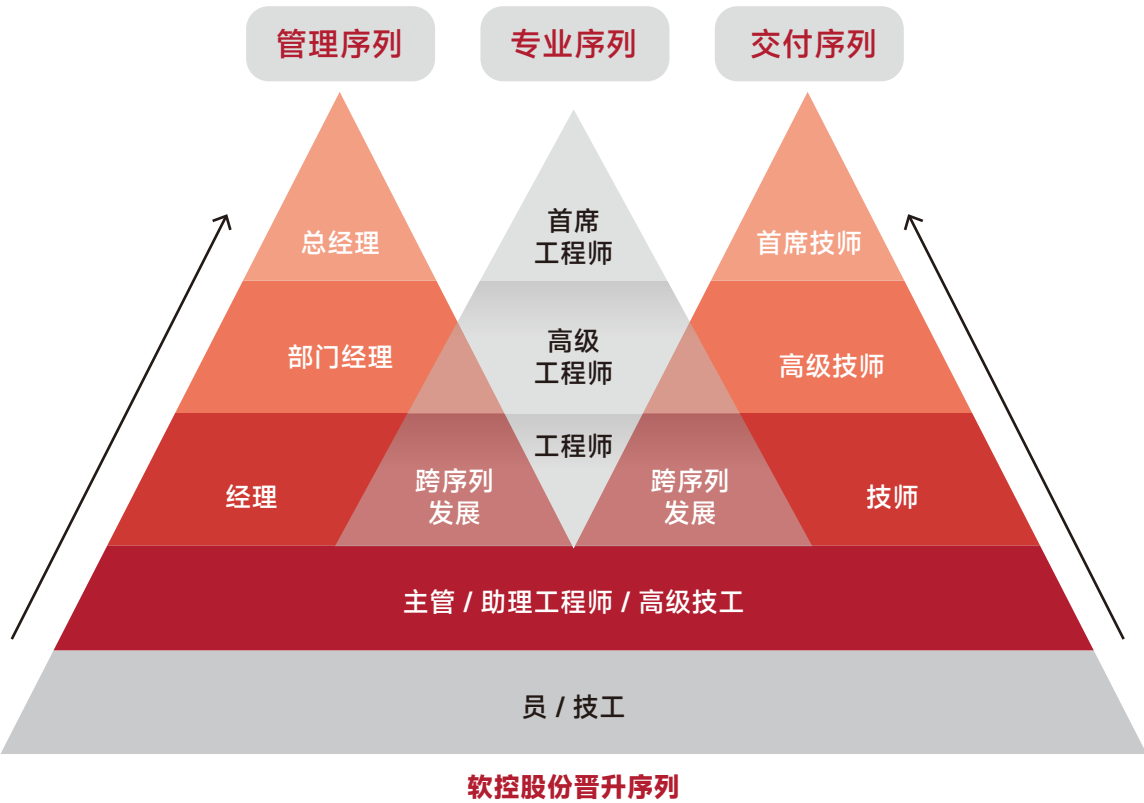 管理序列
专业序列
交付序列
总经理
首席
工程师
首席技师
部门经理
高级
工程师
高级技师
经理
跨序列
发展
工程师
跨序列
发展
技师
主管 / 助理工程师 / 高级技工
员 / 技工
软控股份晋升序列